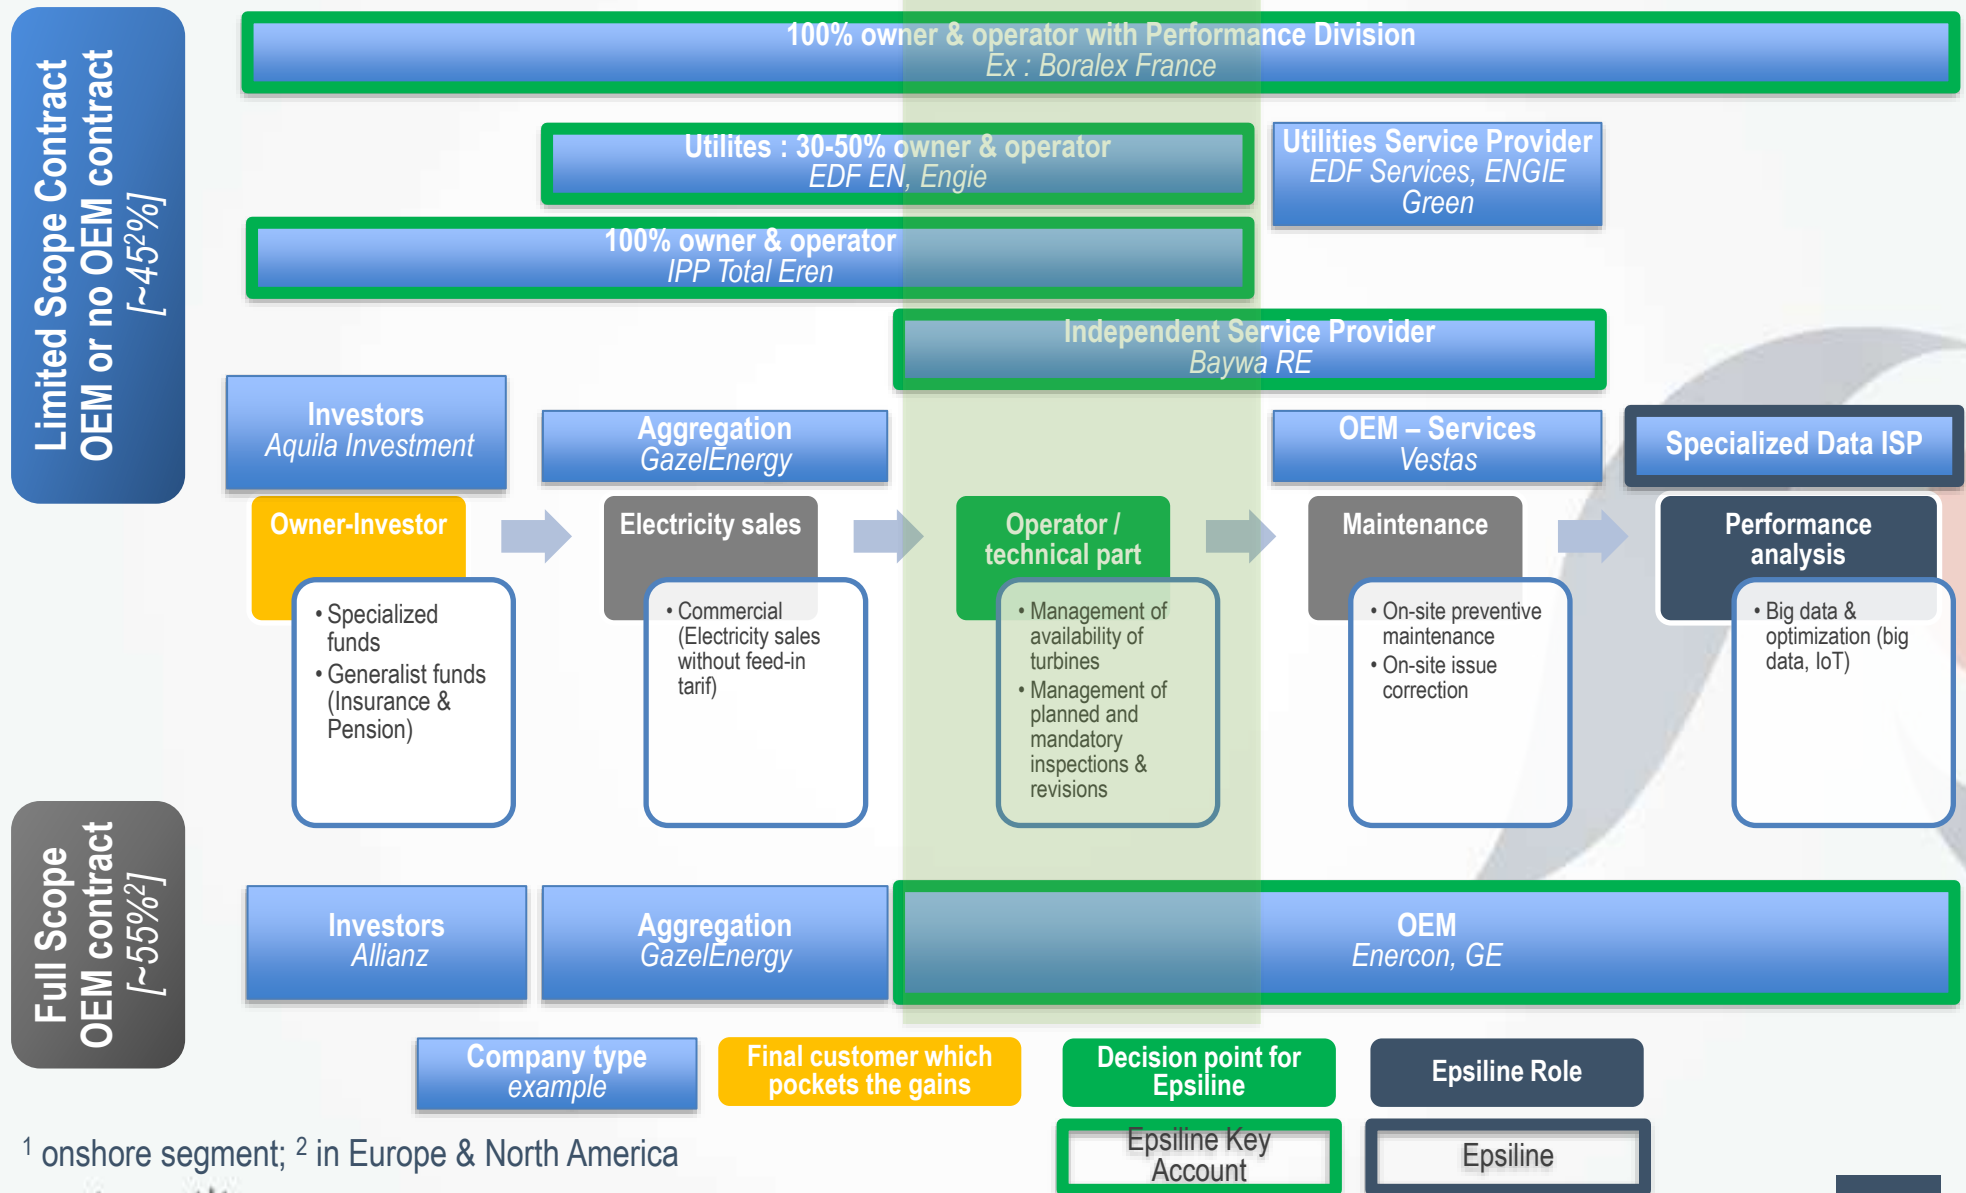 Limited Scope Contract
OEM or no OEM contract
[~45²%]
100% owner & operator with Performance Division
Ex : Boralex France
Utilites : 30-50% owner & operator
EDF EN, Engie
Utilities Service Provider
EDF Services, ENGIE
Green
100% owner & operator
IPP Total Eren
Independent Service Provider
Baywa RE
Investors
Aquila Investment
Aggregation
GazelEnergy
OEM – Services
Vestas
Specialized Data ISP
Owner-Investor
• Specialized
funds
• Generalist funds
(Insurance &
Pension)
Electricity sales
• Commercial
(Electricity sales
without feed-in
tarif)
Operator /
technical part
• Management of
availability of
turbines
• Management of
planned and
mandatory
inspections &
revisions
Maintenance
• On-site preventive
maintenance
• On-site issue
correction
Performance
analysis
• Big data &
optimization (big
data, IoT)
Full Scope
OEM contract
[~55%²]
Investors
Allianz
Aggregation
GazelEnergy
OEM
Enercon, GE
Company type
example
Final customer which
pockets the gains
Decision point for
Epsiline
Epsiline Role
Epsiline Key
Account
Epsiline
¹ onshore segment; ² in Europe & North America